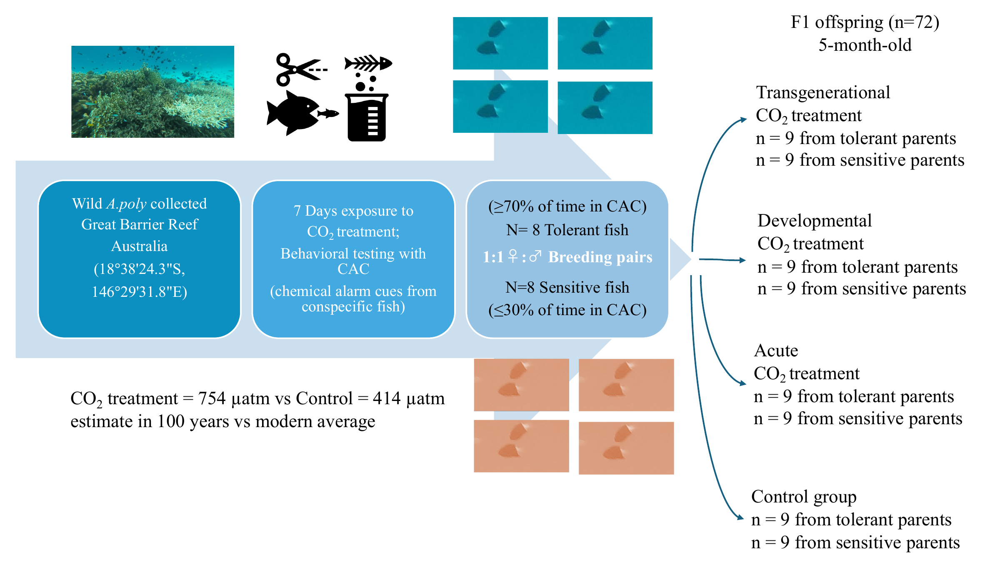 F1 offspring (n=72)
5-month-old
Wild A.poly collected
Great Barrier Reef
Australia
(18°38'24.3"S,
146°29'31.8"E)
7 Days exposure to
CO₂ treatment;
Behavioral testing with
CAC
(chemical alarm cues from
conspecific fish)
(≥70% of time in CAC)
N= 8 Tolerant fish
1:1♀:♂ Breeding pairs
N=8 Sensitive fish
(≤30% of time in CAC)
CO₂ treatment = 754 µatm vs Control = 414 µatm
estimate in 100 years vs modern average
Transgenerational
CO₂ treatment
n = 9 from tolerant parents
n = 9 from sensitive parents
Developmental
CO₂ treatment
n = 9 from tolerant parents
n = 9 from sensitive parents
Acute
CO₂ treatment
n = 9 from tolerant parents
n = 9 from sensitive parents
Control group
n = 9 from tolerant parents
n = 9 from sensitive parents